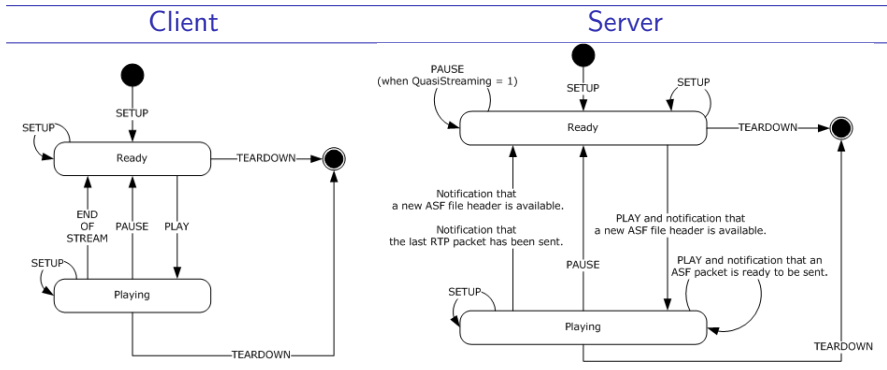 Client
SETUP
SETUP
Ready
TEARDOWN
END
OF
STREAM
PAUSE
PLAY
SETUP
Playing
TEARDOWN
Server
PAUSE
(when QuasiStreaming = 1)
SETUP
SETUP
Ready
TEARDOWN
Notification that
a new ASF file header is available.
Notification that
the last RTP packet has been sent.
PLAY and notification that
a new ASF file header is available.
PAUSE
PLAY and notification that an
ASF packet is ready to be sent.
SETUP
Playing
TEARDOWN